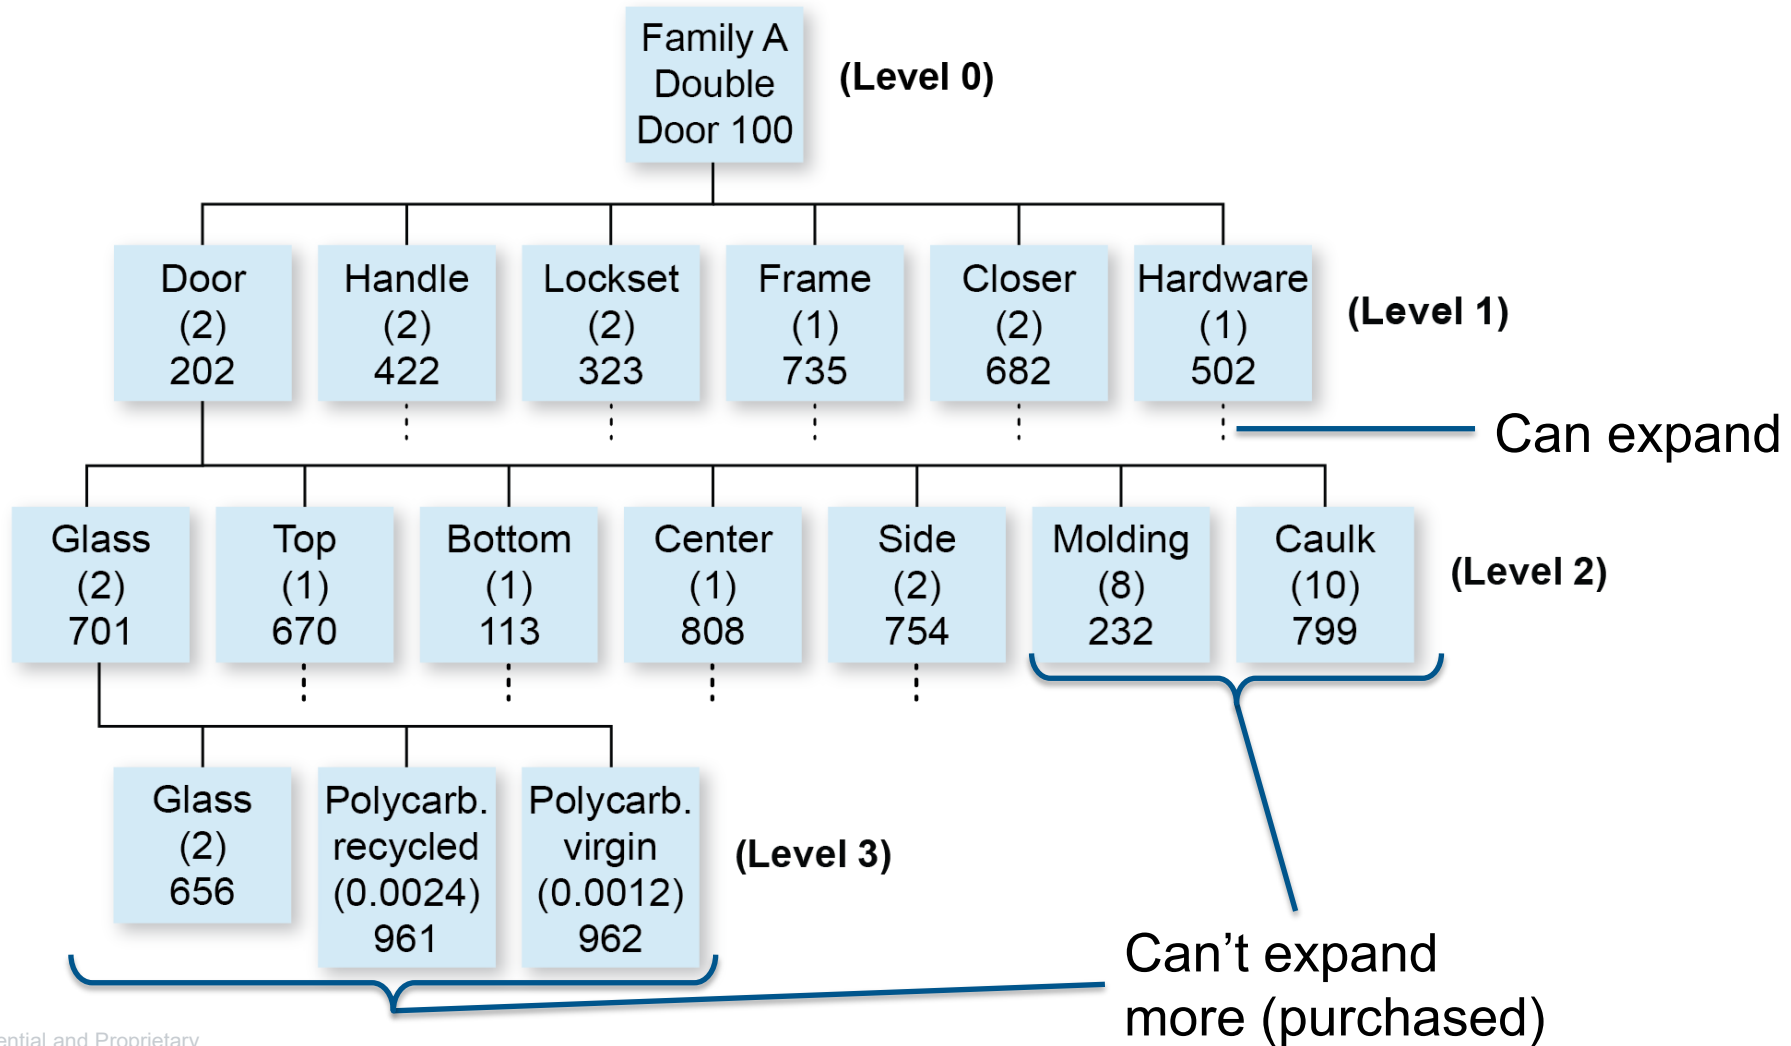 Family A
Double
Door 100
(Level 0)
Door
(2)
202
Handle
(2)
422
Lockset
(2)
323
Frame
(1)
735
Closer
(2)
682
Hardware
(1)
502
(Level 1)
Can expand
Glass
(2)
701
Top
(1)
670
Bottom
(1)
113
Center
(1)
808
Side
(2)
754
Molding
(8)
232
Caulk
(10)
799
(Level 2)
Glass
(2)
656
Polycarb.
recycled
(0.0024)
961
Polycarb.
virgin
(0.0012)
962
(Level 3)
Can’t expand
more (purchased)
ential and Proprietary